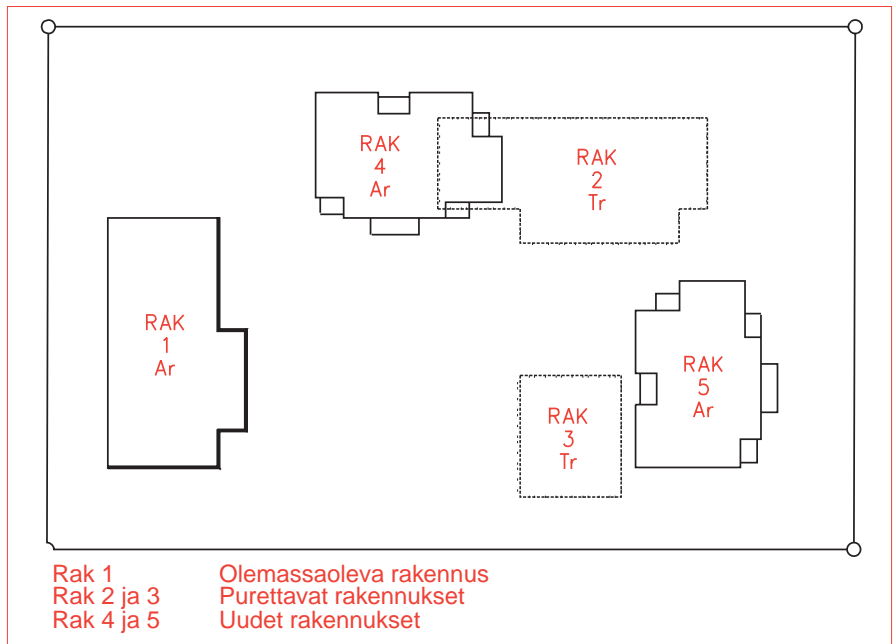 RAK
4
Ar
RAK
2
Tr
RAK
1
Ar
RAK
5
Ar
RAK
3
Tr
Rak 1 Olemassaoleva rakennus
Rak 2 ja 3 Purettavat rakennukset
Rak 4 ja 5 Uudet rakennukset